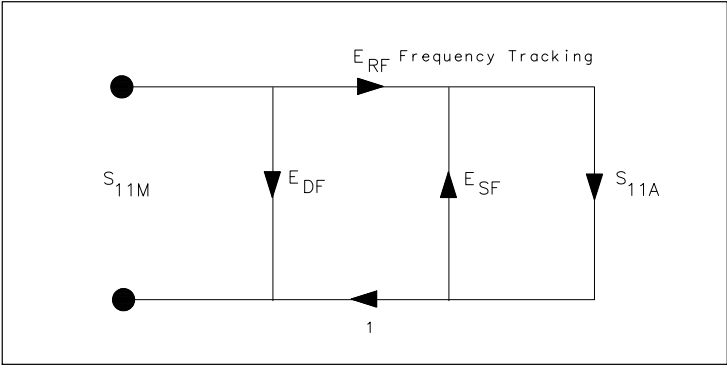 E_RF Frequency Tracking
S_11M
E_DF
E_SF
S_11A
1